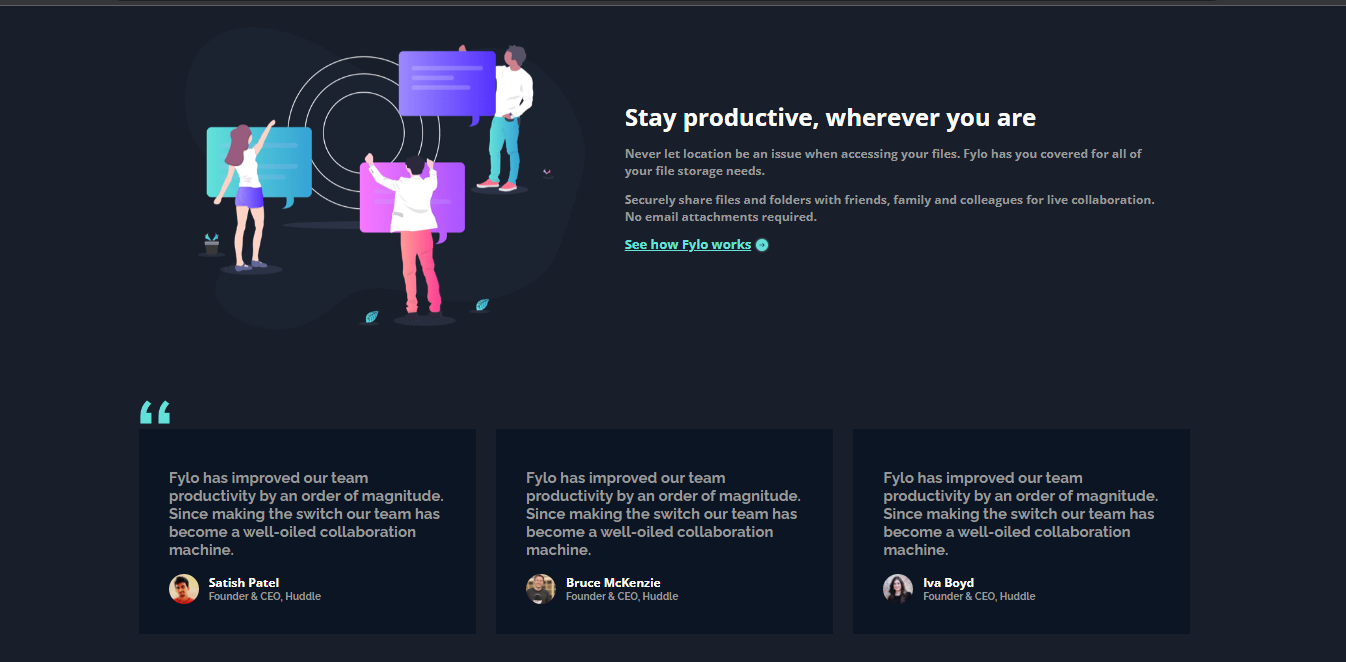 Stay productive, wherever you are
Never let location be an issue when accessing your files. Fylo has you covered for all of
your file storage needs.
Securely share files and folders with friends, family and colleagues for live collaboration.
No email attachments required.
See how Fylo works
“
Fylo has improved our team
productivity by an order of magnitude.
Since making the switch our team has
become a well-oiled collaboration
machine.
Satish Patel
Founder & CEO, Huddle
Fylo has improved our team
productivity by an order of magnitude.
Since making the switch our team has
become a well-oiled collaboration
machine.
Bruce McKenzie
Founder & CEO, Huddle
Fylo has improved our team
productivity by an order of magnitude.
Since making the switch our team has
become a well-oiled collaboration
machine.
Iva Boyd
Founder & CEO, Huddle